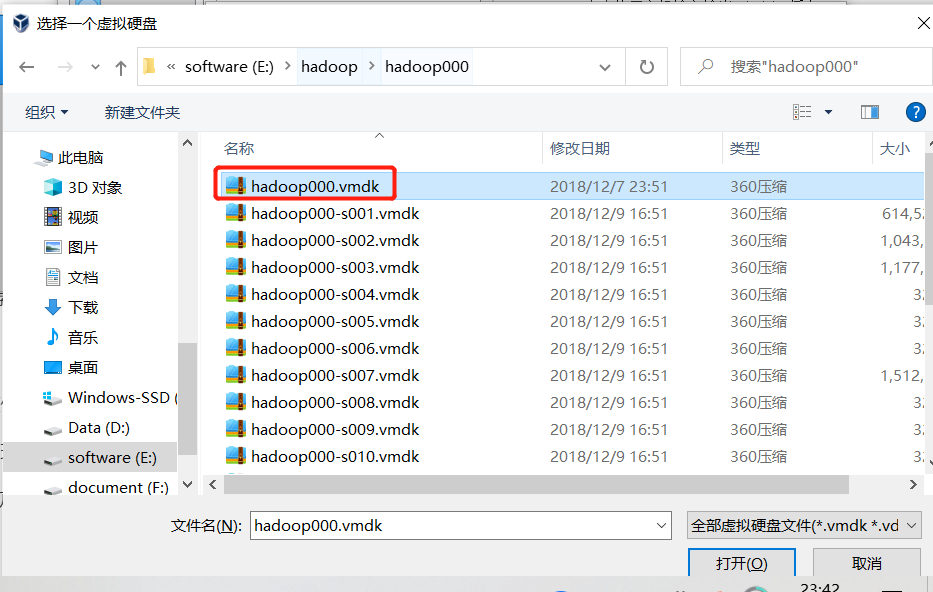 选择一个虚拟硬盘
« software (E:) > hadoop > hadoop000
搜索"hadoop000"
组织 新建文件夹
名称 修改日期 类型 大小
此电脑
3D 对象
视频
图片
文档
下载
音乐
桌面
Windows-SSD (
Data (D:)
software (E:)
document (F:)
hadoop000.vmdk 2018/12/7 23:51 360压缩
hadoop000-s001.vmdk 2018/12/9 16:51 360压缩 614,5
hadoop000-s002.vmdk 2018/12/9 16:51 360压缩 1,043,
hadoop000-s003.vmdk 2018/12/9 16:51 360压缩 1,177,
hadoop000-s004.vmdk 2018/12/9 16:51 360压缩 3
hadoop000-s005.vmdk 2018/12/9 16:51 360压缩 3
hadoop000-s006.vmdk 2018/12/9 16:51 360压缩 3
hadoop000-s007.vmdk 2018/12/9 16:51 360压缩 1,512,
hadoop000-s008.vmdk 2018/12/9 16:51 360压缩 3
hadoop000-s009.vmdk 2018/12/9 16:51 360压缩 3
hadoop000-s010.vmdk 2018/12/9 16:51 360压缩 3
文件名(N): hadoop000.vmdk 全部虚拟硬盘文件(*.vmdk *.vd
打开(O) 取消
23:42